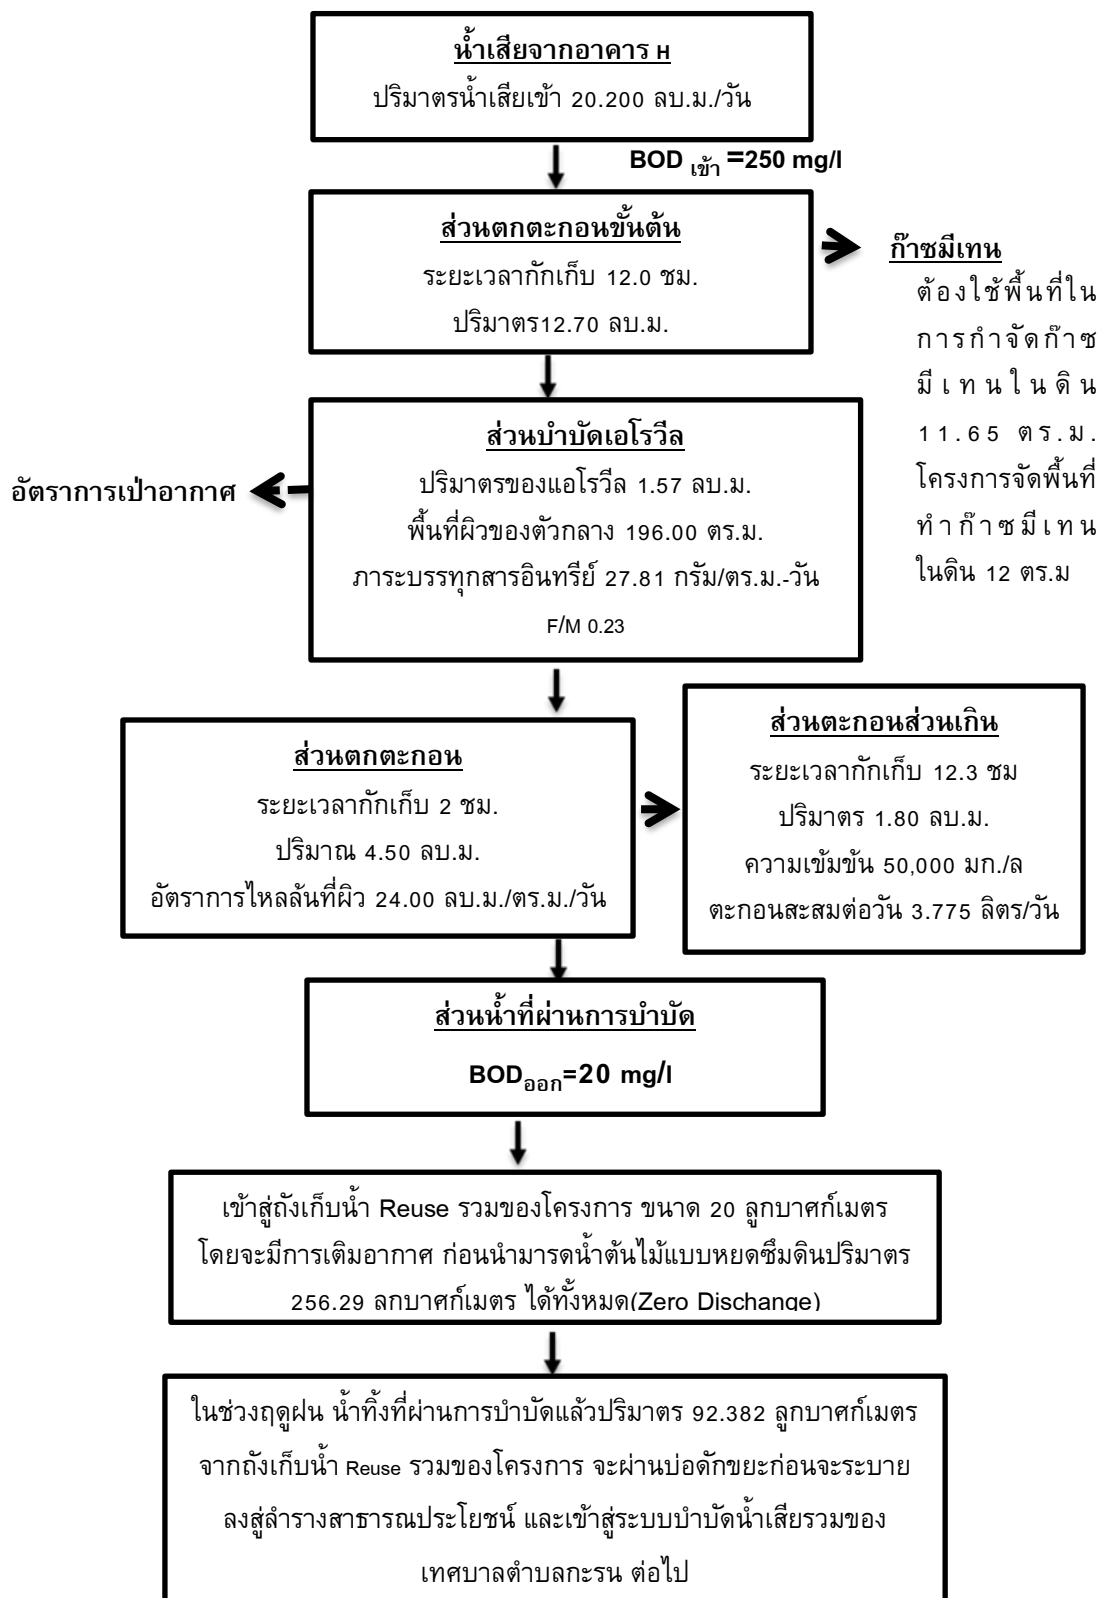 น้ำเสียจากอาคาร H
ปริมาตรน้ำเสียเข้า 20.200 ลบ.ม./วัน
BOD เข้า =250 mg/l
ส่วนตกตะกอนขั้นต้น
ระยะเวลากักเก็บ 12.0 ชม.
ปริมาตร12.70 ลบ.ม.
ก๊าซมีเทน
ต้องใช้พื้นที่ใน
การกำจัดก๊าซ
มีเทนในดิน
11.65 ตร.ม.
โครงการจัดพื้นที่
ทำก๊าซมีเทน
ในดิน 12 ตร.ม
ส่วนบำบัดเอโรวีล
ปริมาตรของแอโรวีล 1.57 ลบ.ม.
พื้นที่ผิวของตัวกลาง 196.00 ตร.ม.
ภาระบรรทุกสารอินทรีย์ 27.81 กรัม/ตร.ม.-วัน
F/M 0.23
อัตราการเป่าอากาศ
ส่วนตกตะกอน
ระยะเวลากักเก็บ 2 ชม.
ปริมาณ 4.50 ลบ.ม.
อัตราการไหลล้นที่ผิว 24.00 ลบ.ม./ตร.ม./วัน
ส่วนตะกอนส่วนเกิน
ระยะเวลากักเก็บ 12.3 ชม
ปริมาตร 1.80 ลบ.ม.
ความเข้มข้น 50,000 มก./ล
ตะกอนสะสมต่อวัน 3.775 ลิตร/วัน
ส่วนน้ำที่ผ่านการบำบัด
BODออก=20 mg/l
เข้าสู่ถังเก็บน้ำ Reuse รวมของโครงการ ขนาด 20 ลูกบาศก์เมตร
โดยจะมีการเติมอากาศ ก่อนนำมารดน้ำต้นไม้แบบหยดซึมดินปริมาตร
256.29 ลูกบาศก์เมตร ได้ทั้งหมด(Zero Dischange)
ในช่วงฤดูฝน น้ำทิ้งที่ผ่านการบำบัดแล้วปริมาตร 92.382 ลูกบาศก์เมตร
จากถังเก็บน้ำ Reuse รวมของโครงการ จะผ่านบ่อดักขยะก่อนจะระบาย
ลงสู่ลำรางสาธารณประโยชน์ และเข้าสู่ระบบบำบัดน้ำเสียรวมของ
เทศบาลตำบลกะรน ต่อไป